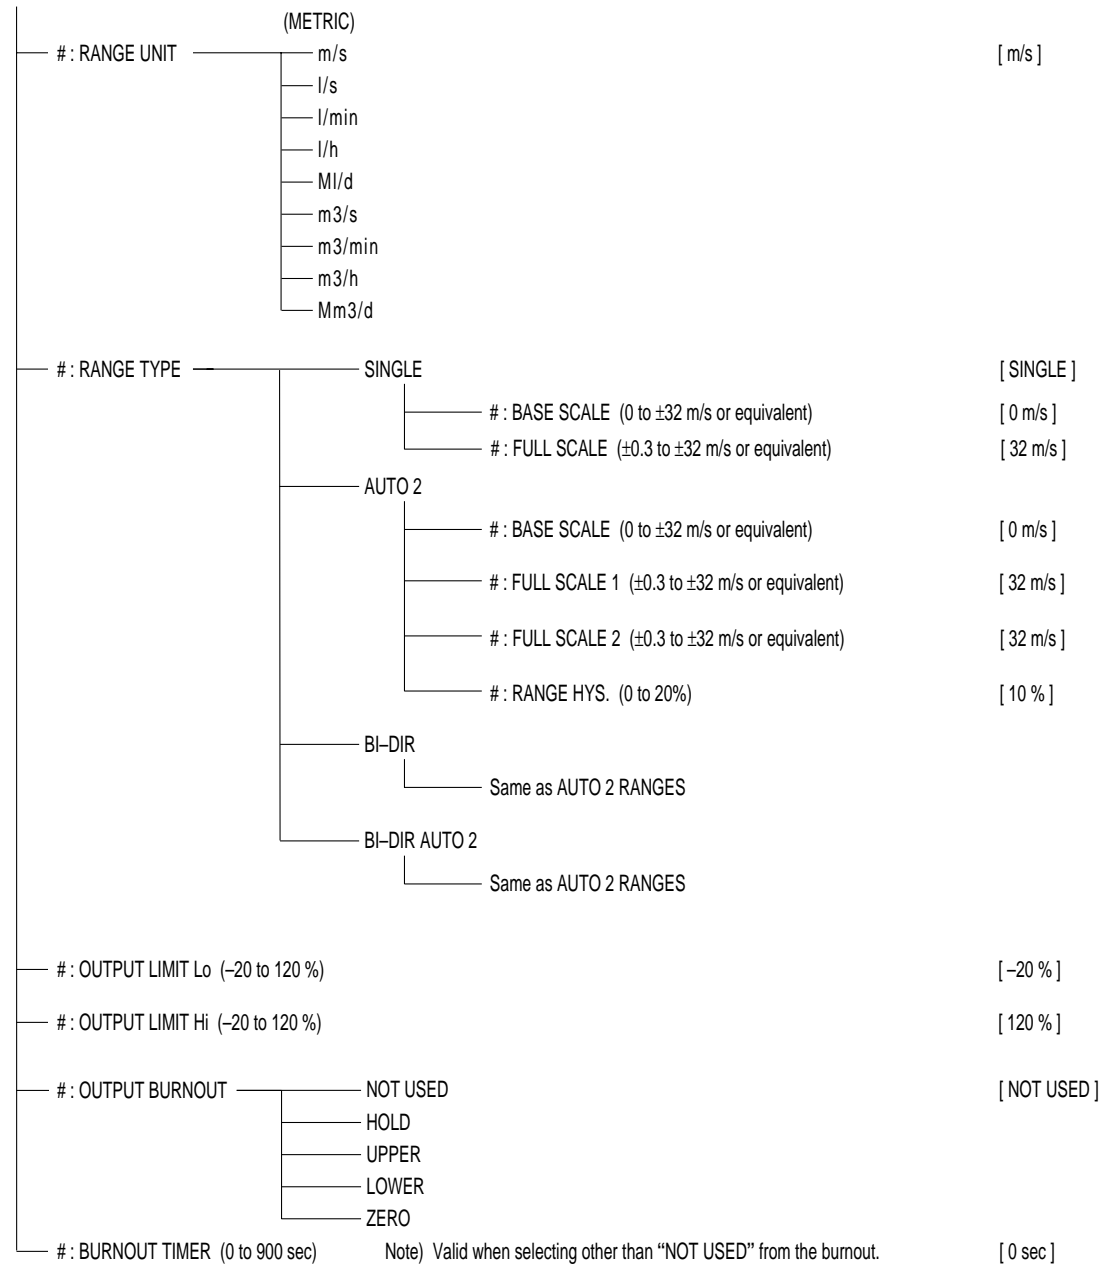 (METRIC)
# : RANGE UNIT m/s [ m/s ]
l/s
l/min
l/h
Ml/d
m3/s
m3/min
m3/h
Mm3/d
# : RANGE TYPE SINGLE [ SINGLE ]
# : BASE SCALE (0 to ±32 m/s or equivalent) [ 0 m/s ]
# : FULL SCALE (±0.3 to ±32 m/s or equivalent) [ 32 m/s ]
AUTO 2
# : BASE SCALE (0 to ±32 m/s or equivalent) [ 0 m/s ]
# : FULL SCALE 1 (±0.3 to ±32 m/s or equivalent) [ 32 m/s ]
# : FULL SCALE 2 (±0.3 to ±32 m/s or equivalent) [ 32 m/s ]
# : RANGE HYS. (0 to 20%) [ 10 % ]
BI–DIR
Same as AUTO 2 RANGES
BI–DIR AUTO 2
Same as AUTO 2 RANGES
# : OUTPUT LIMIT Lo (–20 to 120 %) [ –20 % ]
# : OUTPUT LIMIT Hi (–20 to 120 %) [ 120 % ]
# : OUTPUT BURNOUT NOT USED [ NOT USED ]
HOLD
UPPER
LOWER
ZERO
# : BURNOUT TIMER (0 to 900 sec) Note) Valid when selecting other than “NOT USED” from the burnout. [ 0 sec ]